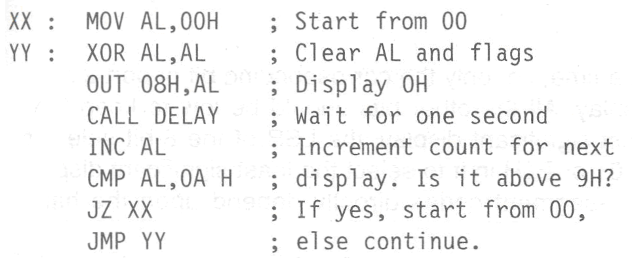 XX : MOV AL,00H ; Start from 00
YY : XOR AL,AL ; Clear AL and flags
OUT 08H,AL ; Display 0H
CALL DELAY ; Wait for one second
INC AL ; Increment count for next
CMP AL,0A H ; display. Is it above 9H?
JZ XX ; If yes, start from 00,
JMP YY ; else continue.